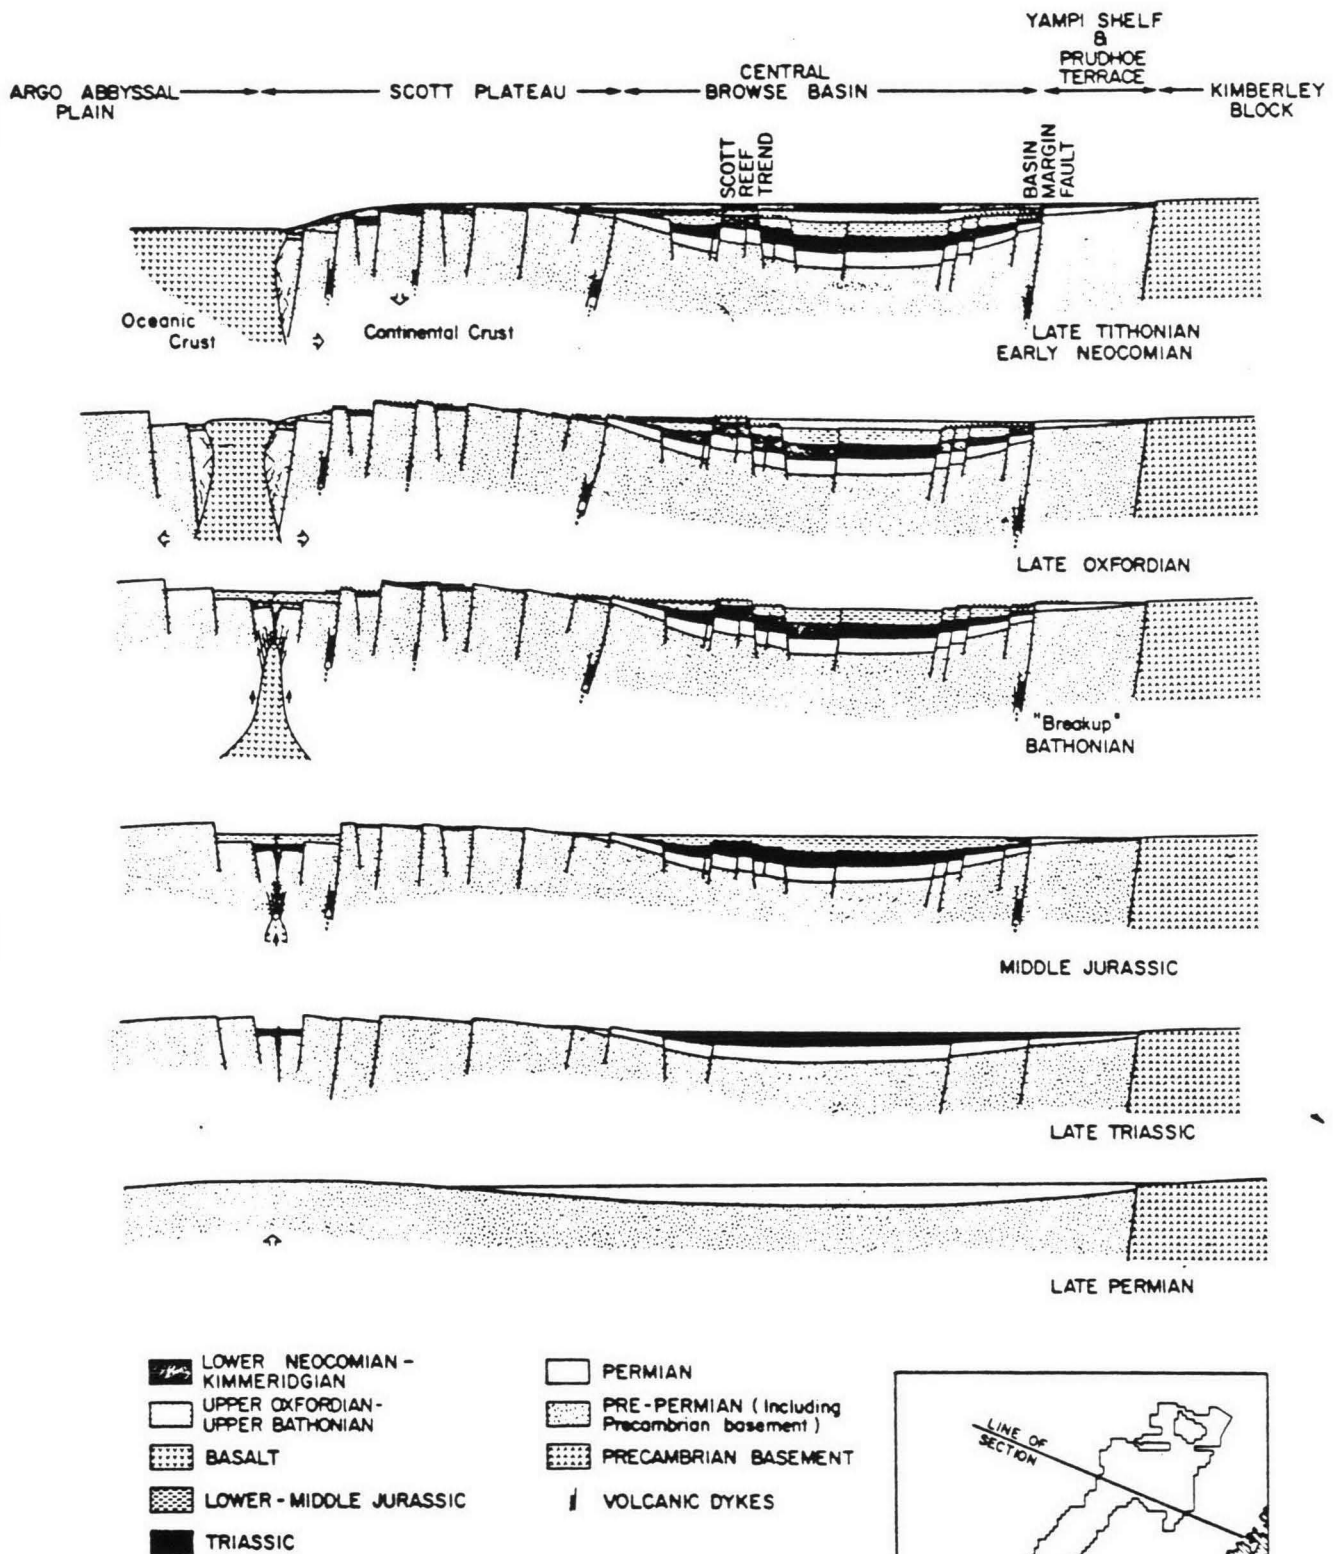 YAMPI SHELF
&
PRUDHOE
TERRACE
CENTRAL
BROWSE BASIN
ARGO ABBYSSAL
PLAIN
SCOTT PLATEAU
KIMBERLEY
BLOCK
SCOTT
REEF
TREND
BASIN
MARGIN
FAULT
Oceanic
Crust
Continental Crust
LATE TITHONIAN
EARLY NEOCOMIAN
LATE OXFORDIAN
"Breakup"
BATHONIAN
MIDDLE JURASSIC
LATE TRIASSIC
LATE PERMIAN
LOWER NEOCOMIAN-
KIMMERIDGIAN
UPPER OXFORDIAN-
UPPER BATHONIAN
BASALT
LOWER-MIDDLE JURASSIC
TRIASSIC
PERMIAN
PRE-PERMIAN (Including
Precambrian basement)
PRECAMBRIAN BASEMENT
VOLCANIC DYKES
LINE OF
SECTION